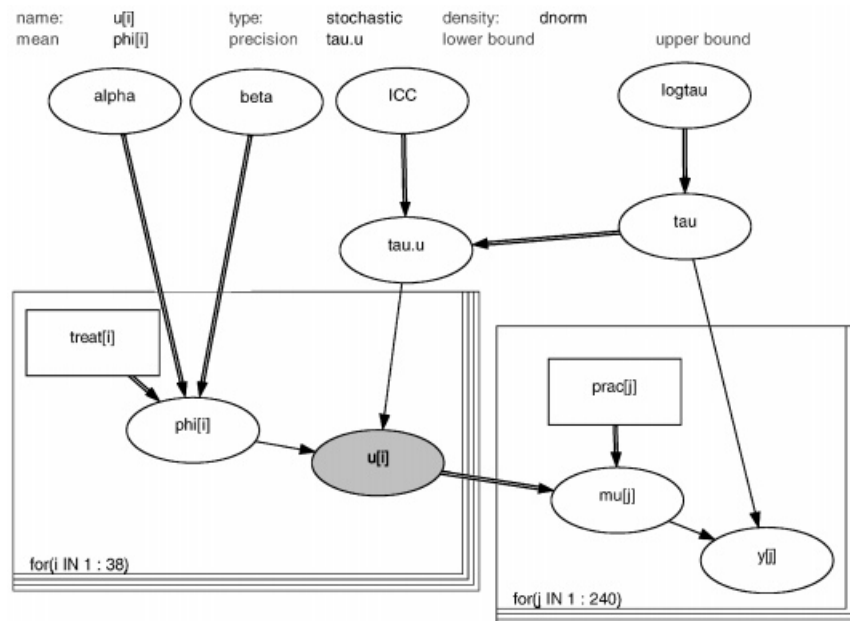 name: u[i] type: stochastic density: dnorm
mean phi[i] precision tau.u lower bound upper bound
alpha beta ICC logtau
tau.u tau
treat[i]
prac[j]
phi[i]
u[i]
mu[j]
y[j]
for(i IN 1 : 38)
for(j IN 1 : 240)